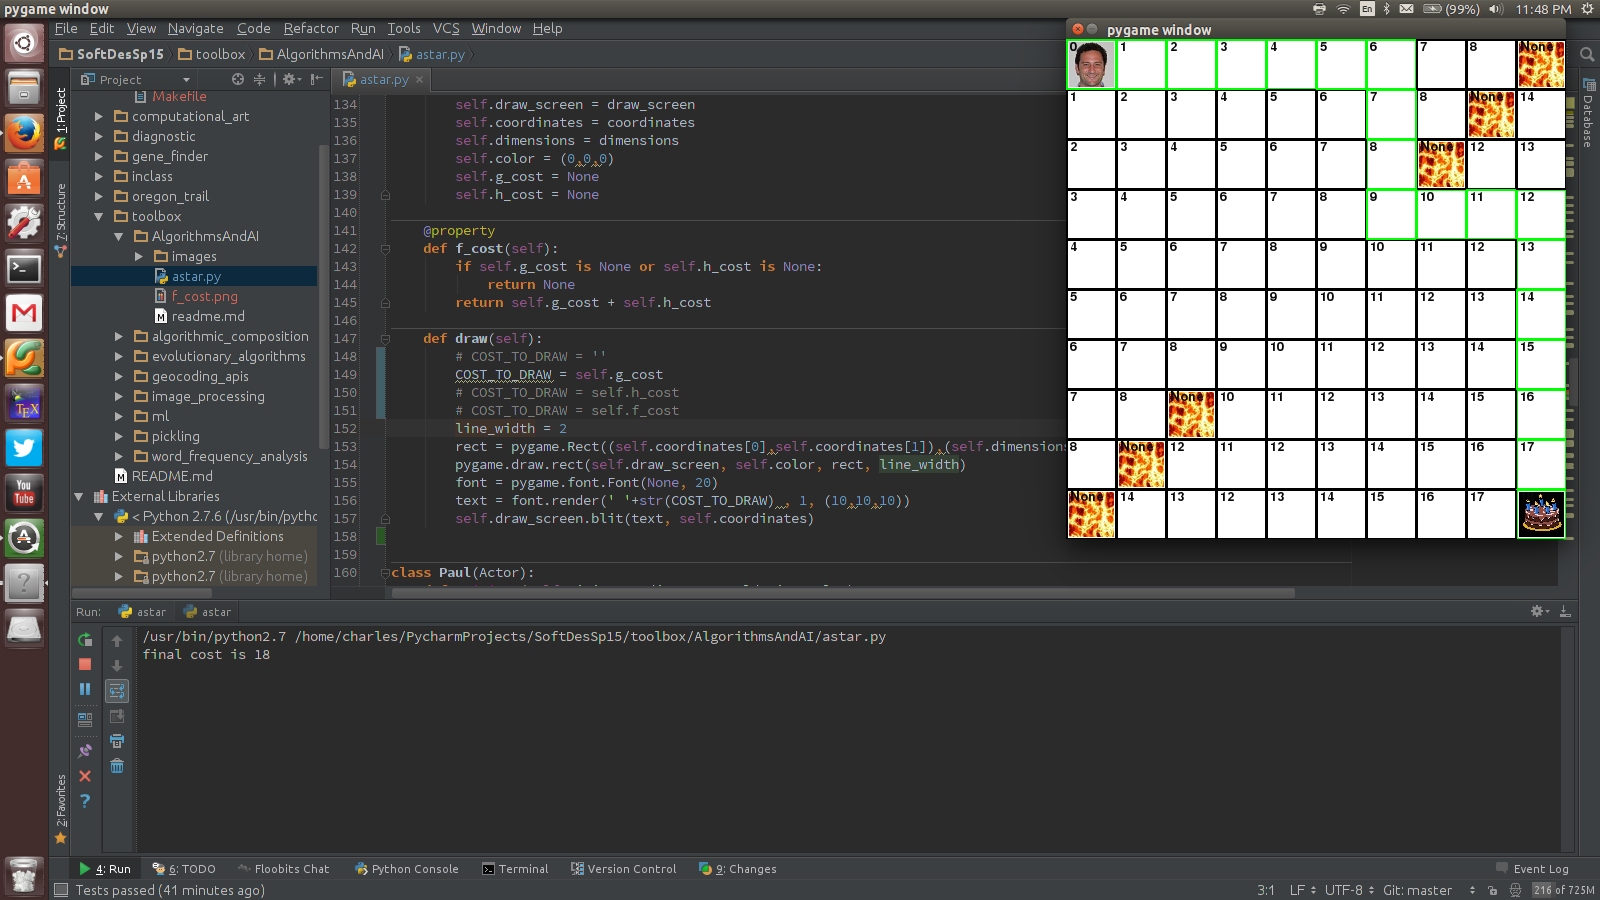 pygame window
En
(99%)
11:48 PM
File Edit View Navigate Code Refactor Run Tools VCS Window Help
SoftDesSp15 toolbox AlgorithmsAndAI astar.py
Project
astar.py
1: Project
7: Structure
2: Favorites
Database
Makefile
computational_art
diagnostic
gene_finder
inclass
oregon_trail
toolbox
AlgorithmsAndAI
images
astar.py
f_cost.png
readme.md
algorithmic_composition
evolutionary_algorithms
geocoding_apis
image_processing
ml
pickling
word_frequency_analysis
README.md
External Libraries
< Python 2.7.6 (/usr/bin/pytho
Extended Definitions
python2.7 (library home)
python2.7 (library home)
134 self.draw_screen = draw_screen
135 self.coordinates = coordinates
136 self.dimensions = dimensions
137 self.color = (0,0,0)
138 self.g_cost = None
139 self.h_cost = None
140
141 @property
142 def f_cost(self):
143 if self.g_cost is None or self.h_cost is None:
144 return None
145 return self.g_cost + self.h_cost
146
147 def draw(self):
148 # COST_TO_DRAW = ''
149 COST_TO_DRAW = self.g_cost
150 # COST_TO_DRAW = self.h_cost
151 # COST_TO_DRAW = self.f_cost
152 line_width = 2
153 rect = pygame.Rect((self.coordinates[0],self.coordinates[1]),(self.dimension
154 pygame.draw.rect(self.draw_screen, self.color, rect, line_width)
155 font = pygame.font.Font(None, 20)
156 text = font.render(' '+str(COST_TO_DRAW) , 1, (10,10,10))
157 self.draw_screen.blit(text, self.coordinates)
158
159
160 class Paul(Actor):
pygame window
0 1 2 3 4 5 6 7 8 None
1 2 3 4 5 6 7 8 None 14
2 3 4 5 6 7 8 None 12 13
3 4 5 6 7 8 9 10 11 12
4 5 6 7 8 9 10 11 12 13
5 6 7 8 9 10 11 12 13 14
6 7 8 9 10 11 12 13 14 15
7 8 None 10 11 12 13 14 15 16
8 None 12 11 12 13 14 15 16 17
None 14 13 12 13 14 15 16 17
Run: astar astar
/usr/bin/python2.7 /home/charles/PycharmProjects/SoftDesSp15/toolbox/AlgorithmsAndAI/astar.py
final cost is 18
4: Run 6: TODO Floobits Chat Python Console Terminal Version Control 9: Changes Event Log
Tests passed (41 minutes ago)
3:1 LF UTF-8 Git: master 216 of 725M
TEX
You
Tube